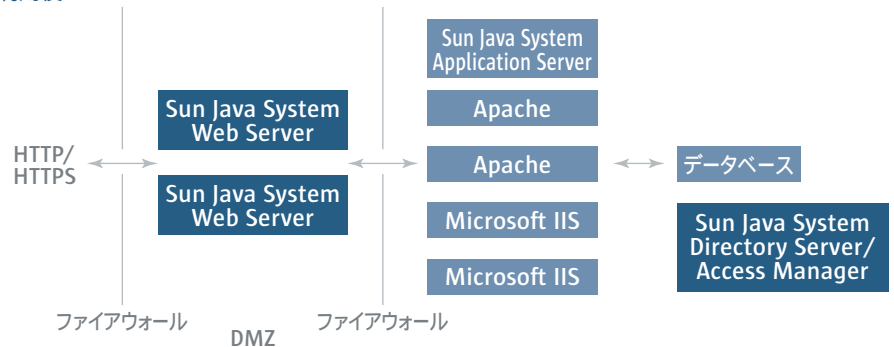 HTTP/
HTTPS
Sun Java System
Web Server
Sun Java System
Web Server
Sun Java System
Application Server
Apache
Apache
Microsoft IIS
Microsoft IIS
データベース
Sun Java System
Directory Server/
Access Manager
ファイアウォール
DMZ
ファイアウォール